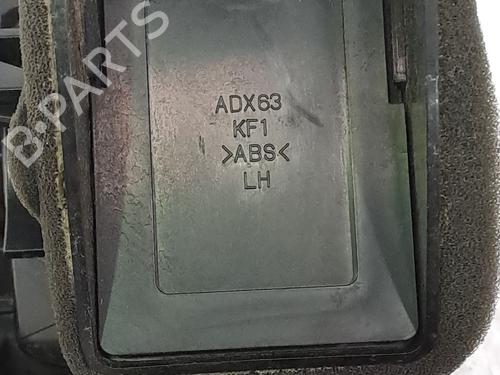 B-PARTS
ADX63
KF1
>ABS<
LH